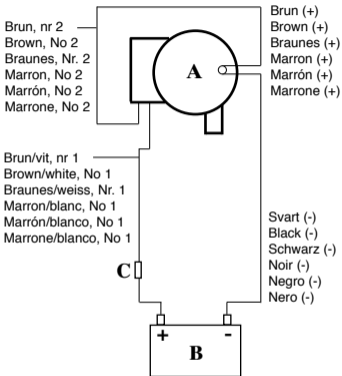 Brun, nr 2
Brown, No 2
Braunes, Nr. 2
Marron, No 2
Marrón, No 2
Marrone, No 2
Brun (+)
Brown (+)
Braunes (+)
Marron (+)
Marrón (+)
Marrone (+)
A
Brun/vit, nr 1
Brown/white, No 1
Braunes/weiss, Nr. 1
Marron/blanc, No 1
Marrón/blanco, No 1
Marrone/blanco, No 1
Svart (-)
Black (-)
Schwarz (-)
Noir (-)
Negro (-)
Nero (-)
C
+ -
B